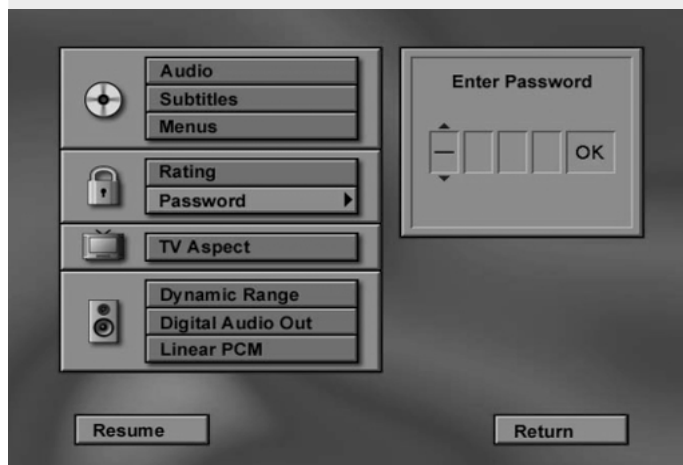 Audio
Subtitles
Menus
Rating
Password
TV Aspect
Dynamic Range
Digital Audio Out
Linear PCM
Enter Password
OK
Resume
Return